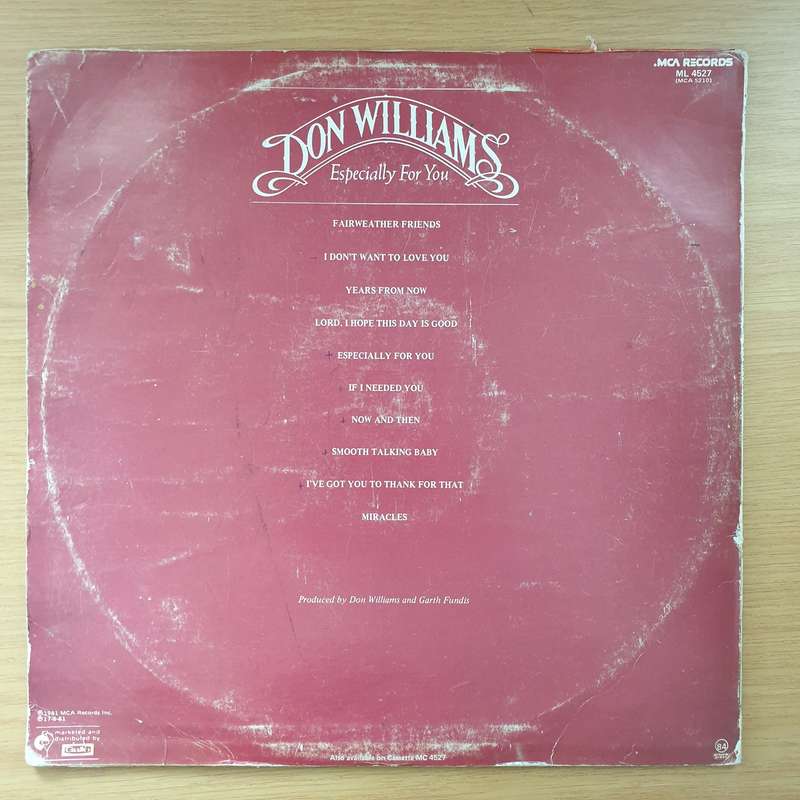 .MCA RECORDS
ML 4527
(MCA 5210)
DON WILLIAMS
Especially For You
FAIRWEATHER FRIENDS
I DON'T WANT TO LOVE YOU
YEARS FROM NOW
LORD, I HOPE THIS DAY IS GOOD
ESPECIALLY FOR YOU
IF I NEEDED YOU
NOW AND THEN
SMOOTH TALKING BABY
I'VE GOT YOU TO THANK FOR THAT
MIRACLES
Produced by Don Williams and Garth Fundis
©1981 MCA Records Inc.
marketed and
distributed by
Also available on Cassette MC 4527
84